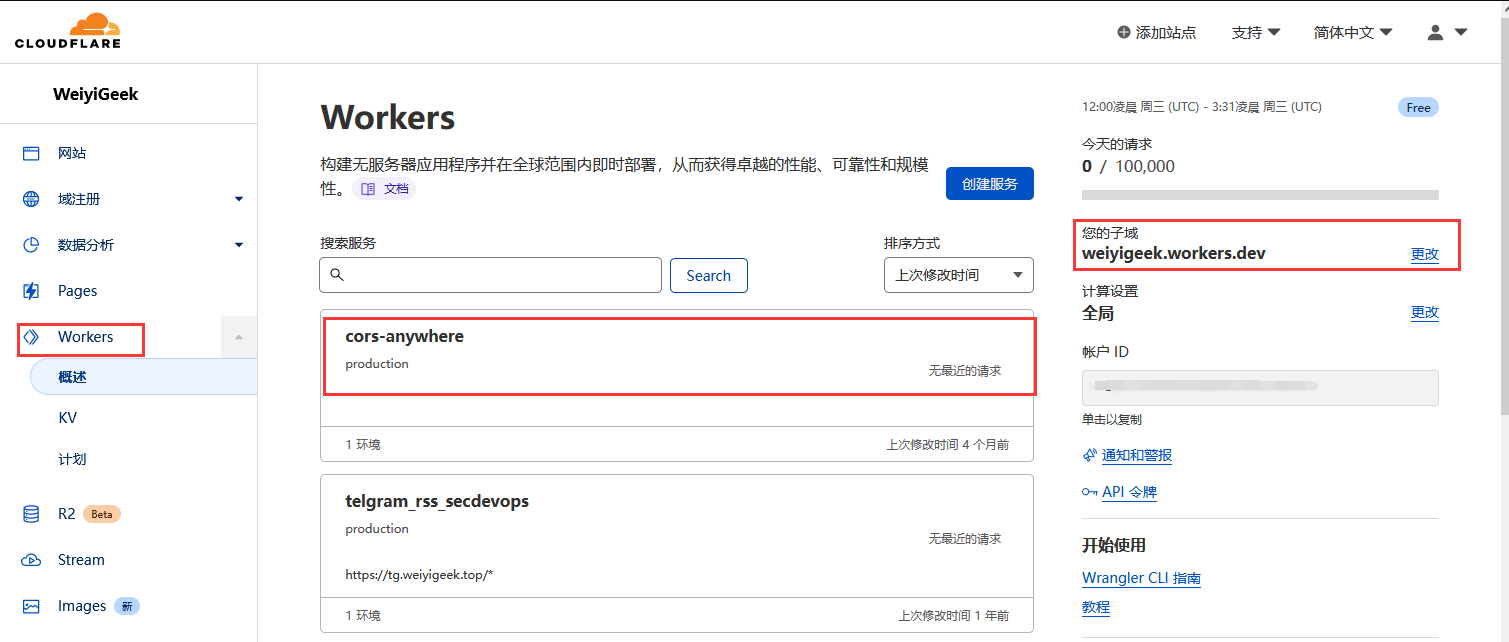 CLOUDFLARE
添加站点
支持
简体中文
WeiyiGeek
网站
域注册
数据分析
Pages
Workers
概述
KV
计划
R2 Beta
Stream
Images 新
Workers
构建无服务器应用程序并在全球范围内即时部署，从而获得卓越的性能、可靠性和规模
性。 文档
创建服务
搜索服务
Search
排序方式
上次修改时间
cors-anywhere
production
无最近的请求
1 环境
上次修改时间 4 个月前
telgram_rss_secdevops
production
无最近的请求
https://tg.weiyigeek.top/*
1 环境
上次修改时间 1 年前
12:00凌晨 周三 (UTC) - 3:31凌晨 周三 (UTC)
Free
今天的请求
0 / 100,000
您的子域
weiyigeek.workers.dev
更改
计算设置
全局
更改
帐户 ID
单击以复制
通知和警报
API 令牌
开始使用
Wrangler CLI 指南
教程